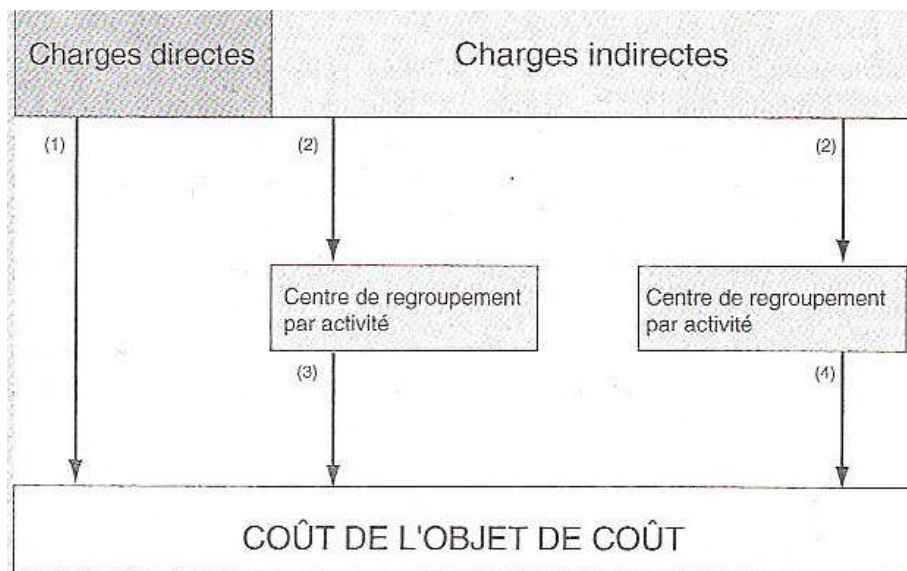 Charges directes
Charges indirectes
(1)
(2)
(2)
Centre de regroupement
par activité
Centre de regroupement
par activité
(3)
(4)
COÛT DE L'OBJET DE COÛT